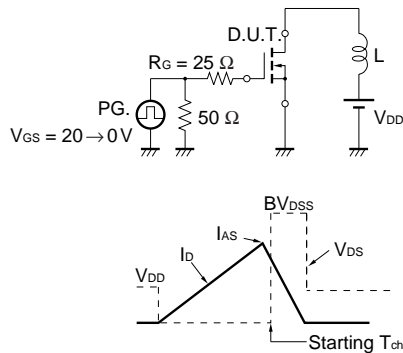 D.U.T.
RG = 25 Ω
L
PG.
50 Ω
VDD
VGS = 20 → 0 V
BVDSS
IAS
VDS
ID
VDD
Starting Tch